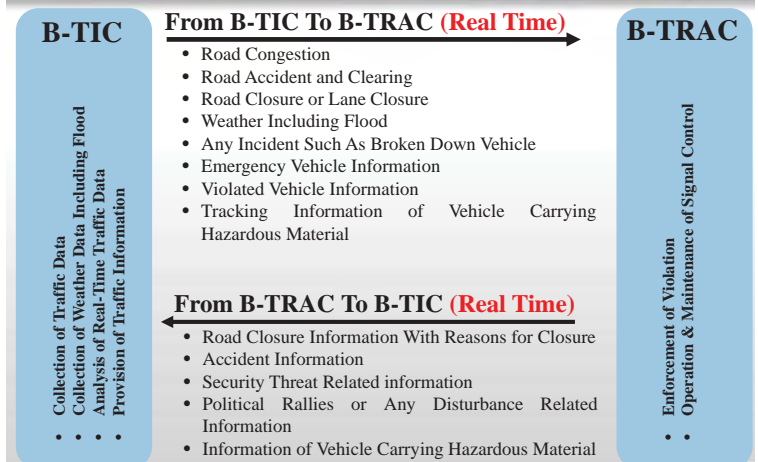 B-TIC
• Collection of Traffic Data
• Collection of Weather Data Including Flood
• Analysis of Real-Time Traffic Data
• Provision of Traffic Information
From B-TIC To B-TRAC (Real Time)
• Road Congestion
• Road Accident and Clearing
• Road Closure or Lane Closure
• Weather Including Flood
• Any Incident Such As Broken Down Vehicle
• Emergency Vehicle Information
• Violated Vehicle Information
• Tracking Information of Vehicle Carrying
Hazardous Material
From B-TRAC To B-TIC (Real Time)
• Road Closure Information With Reasons for Closure
• Accident Information
• Security Threat Related information
• Political Rallies or Any Disturbance Related
Information
• Information of Vehicle Carrying Hazardous Material
B-TRAC
• Enforcement of Violation
• Operation & Maintenance of Signal Control